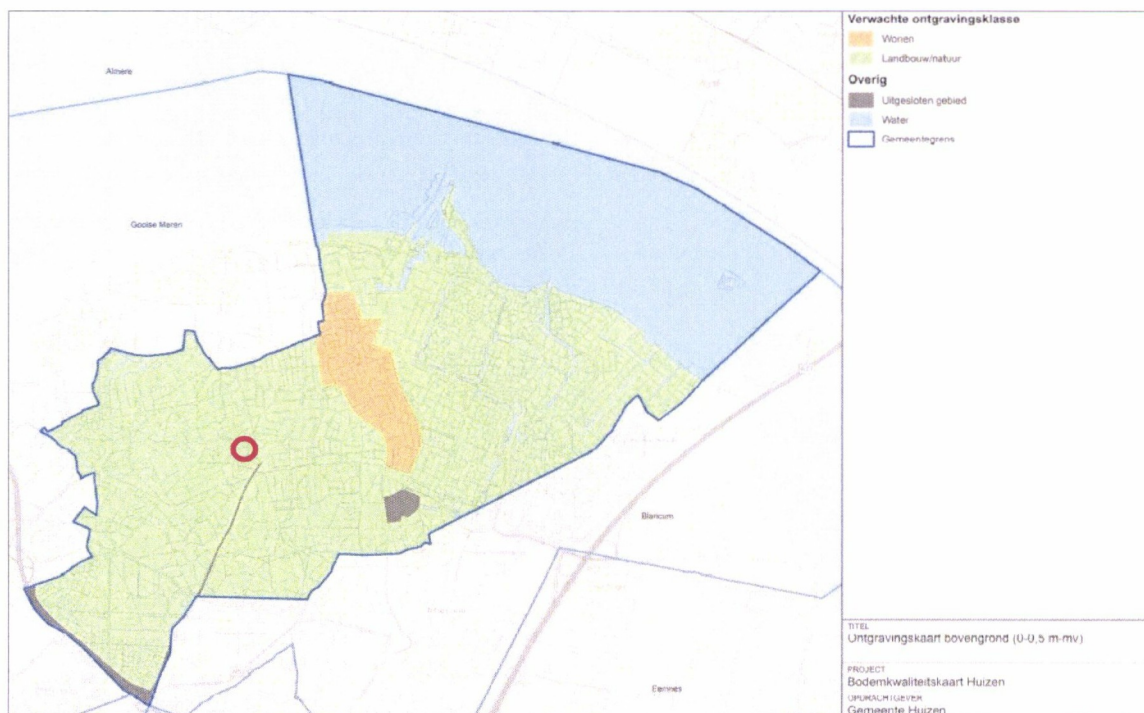 Verwachte ontgravingsklasse
Wonen
Landbouw/natuur
Overig
Uitgesloten gebied
Water
Gemeentegrens
Almere
Gooise Meren
Blaricum
Eemnes
TITEL
Ontgravingskaart bovengrond (0-0,5 m-mv)
PROJECT
Bodemkwaliteitskaart Huizen
OPDRACHTGEVER
Gemeente Huizen